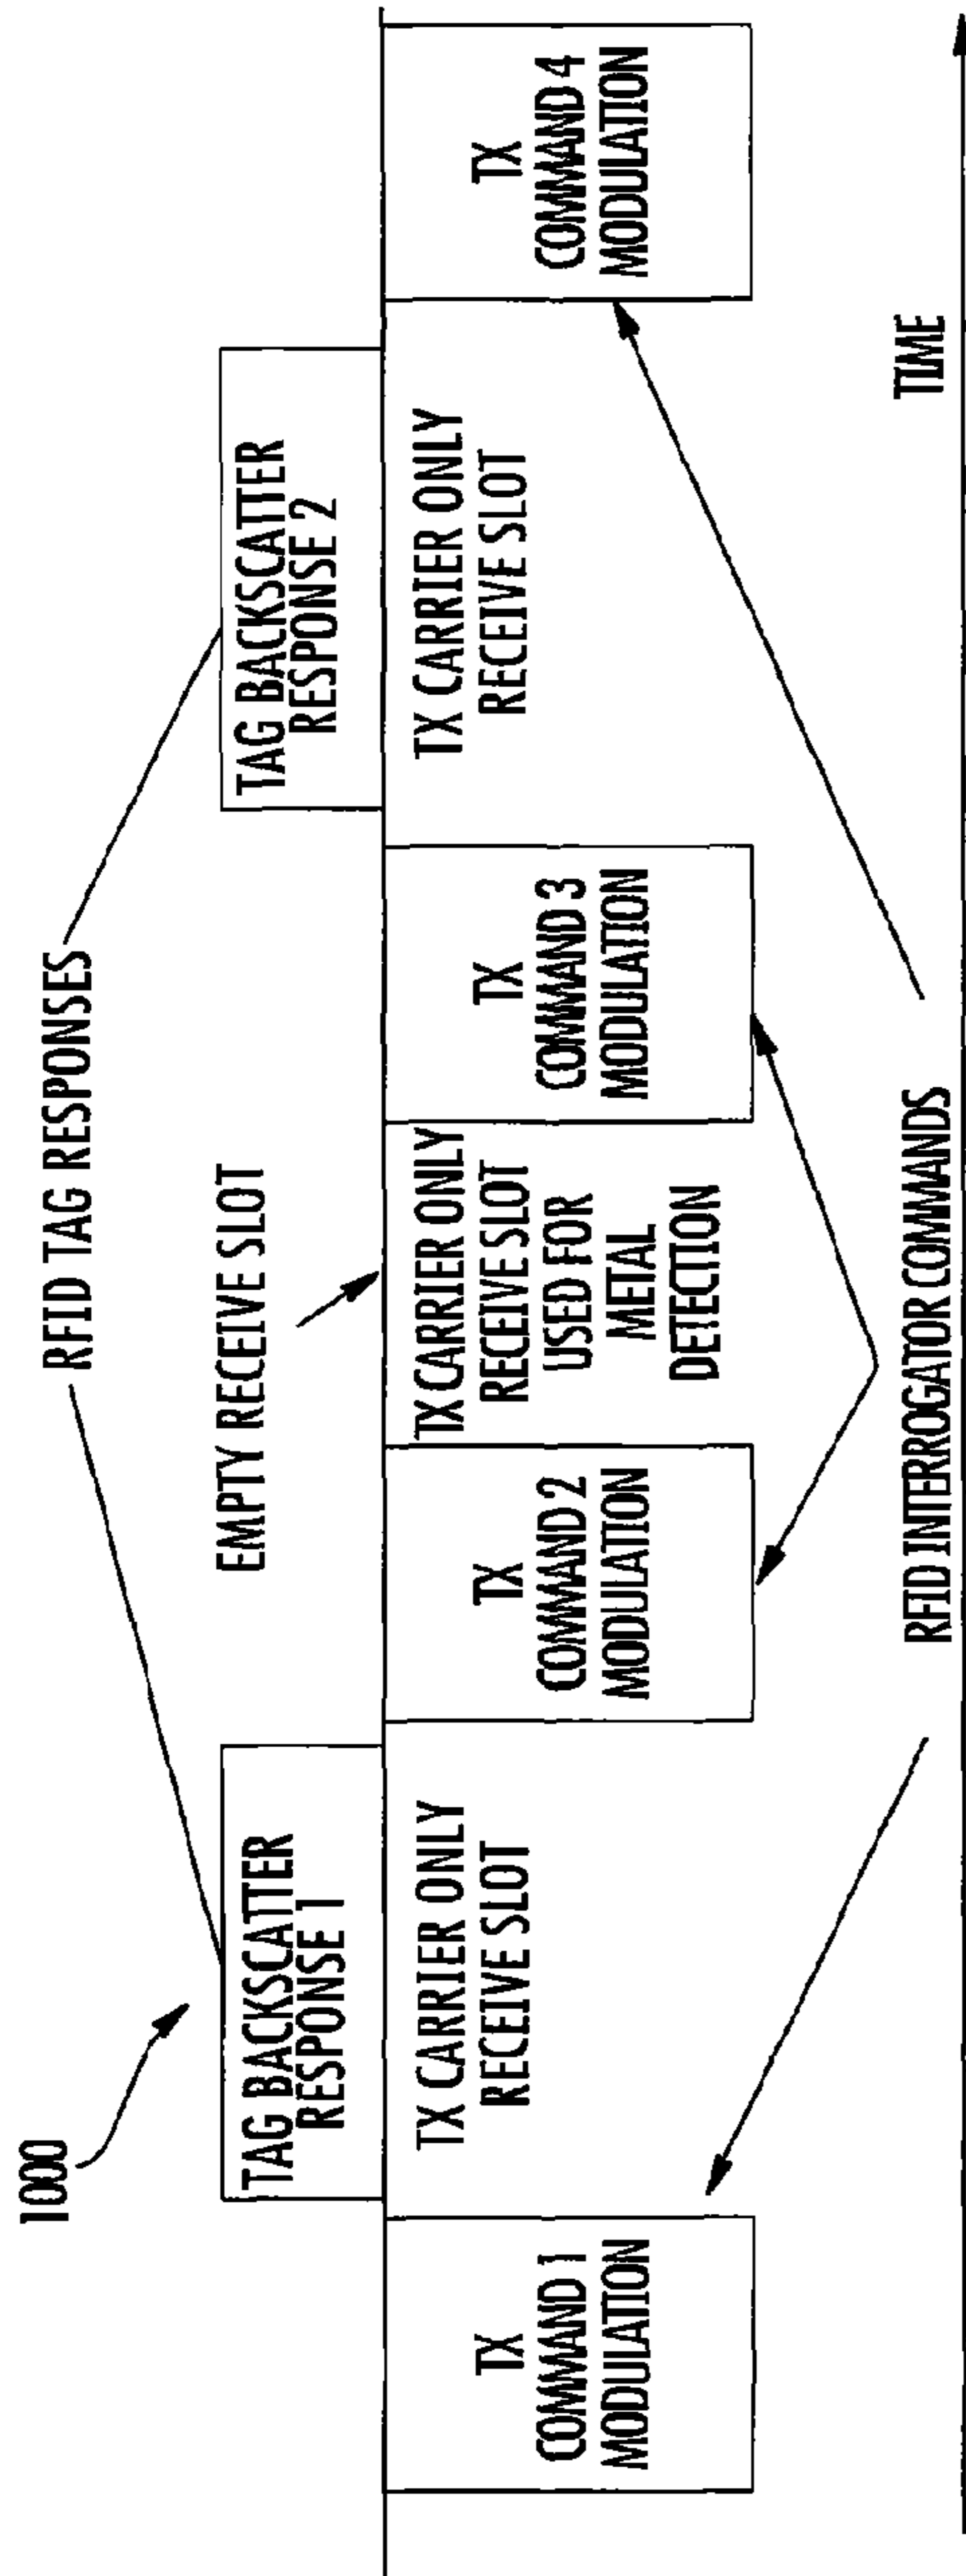 1000
RFID TAG RESPONSES
EMPTY RECEIVE SLOT
TAG BACKSCATTER
RESPONSE 1
TAG BACKSCATTER
RESPONSE 2
TX
COMMAND 1
MODULATION
TX CARRIER ONLY
RECEIVE SLOT
TX
COMMAND 2
MODULATION
TX CARRIER ONLY
RECEIVE SLOT
USED FOR
METAL
DETECTION
TX
COMMAND 3
MODULATION
TX CARRIER ONLY
RECEIVE SLOT
TX
COMMAND 4
MODULATION
RFID INTERROGATOR COMMANDS
TIME